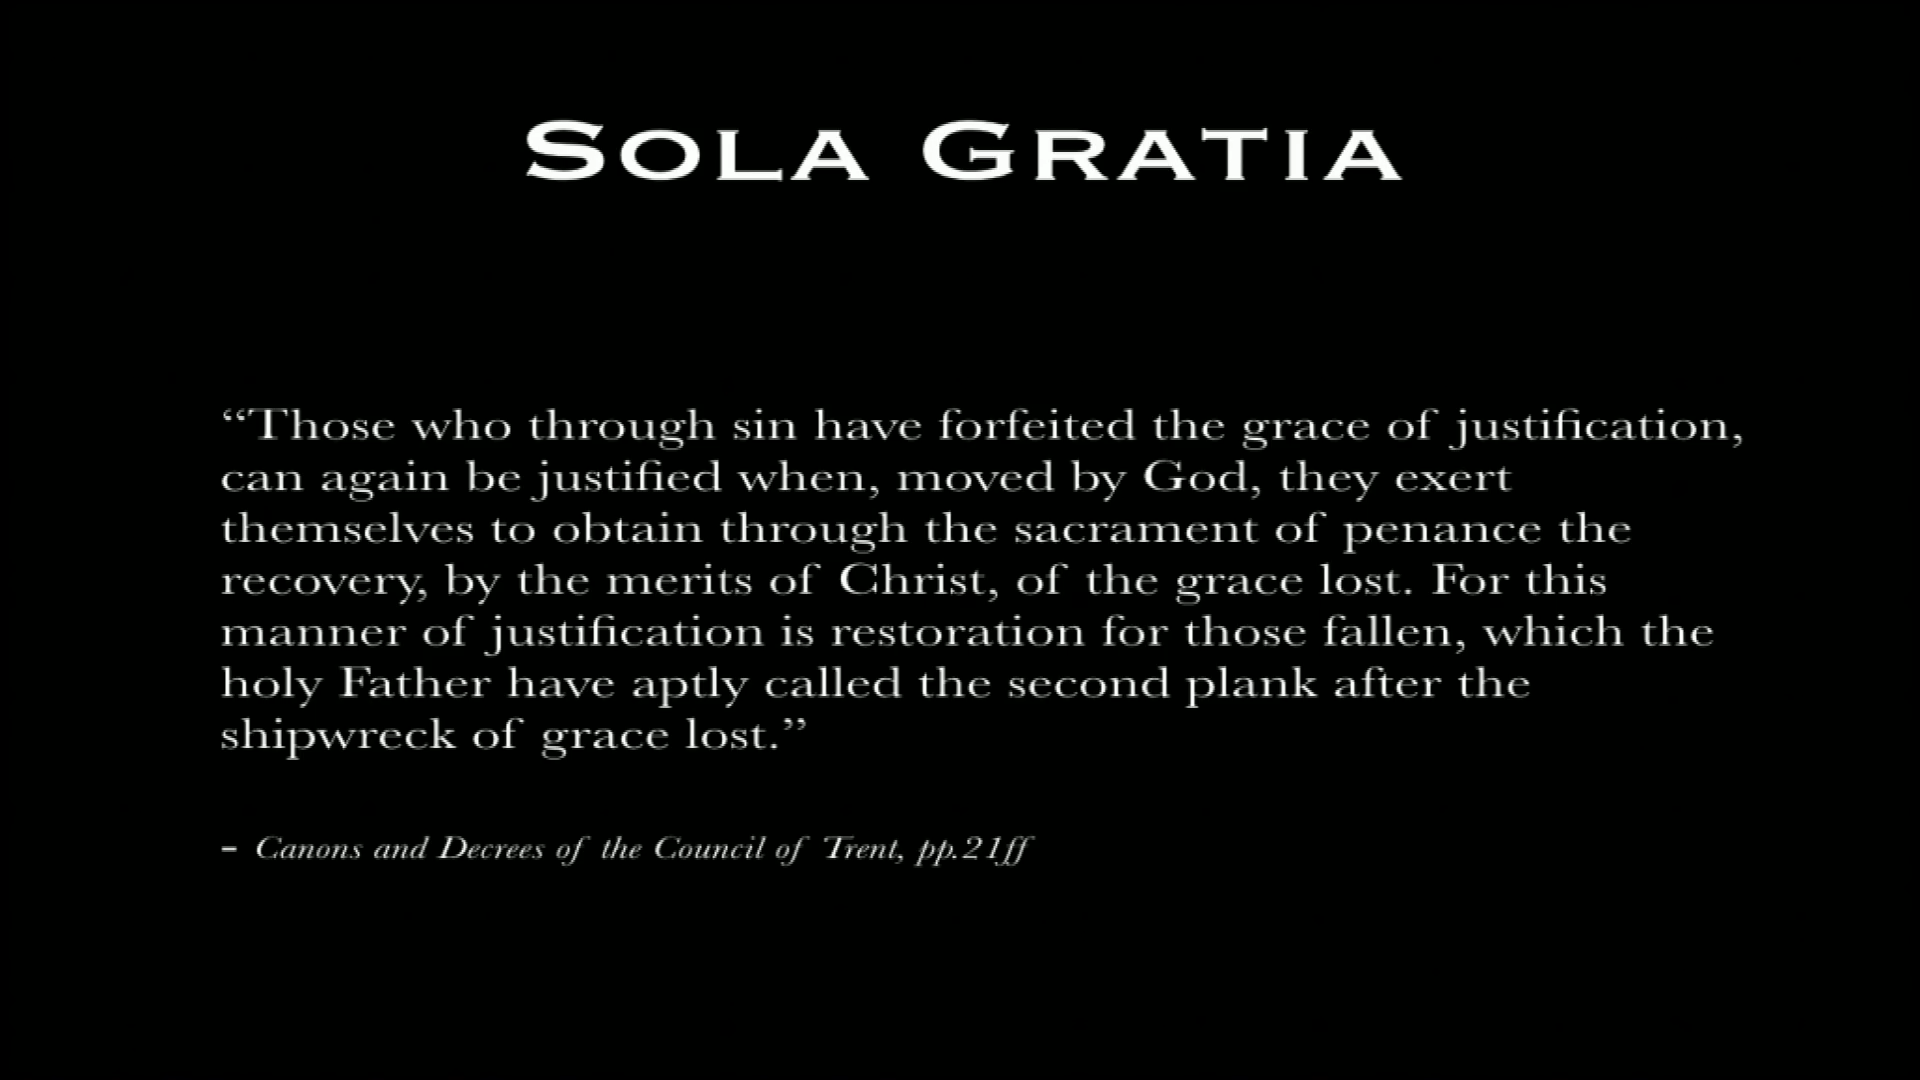 SOLA GRATIA
“Those who through sin have forfeited the grace of justification,
can again be justified when, moved by God, they exert
themselves to obtain through the sacrament of penance the
recovery, by the merits of Christ, of the grace lost. For this
manner of justification is restoration for those fallen, which the
holy Father have aptly called the second plank after the
shipwreck of grace lost.”
– Canons and Decrees of the Council of Trent, pp.21ff